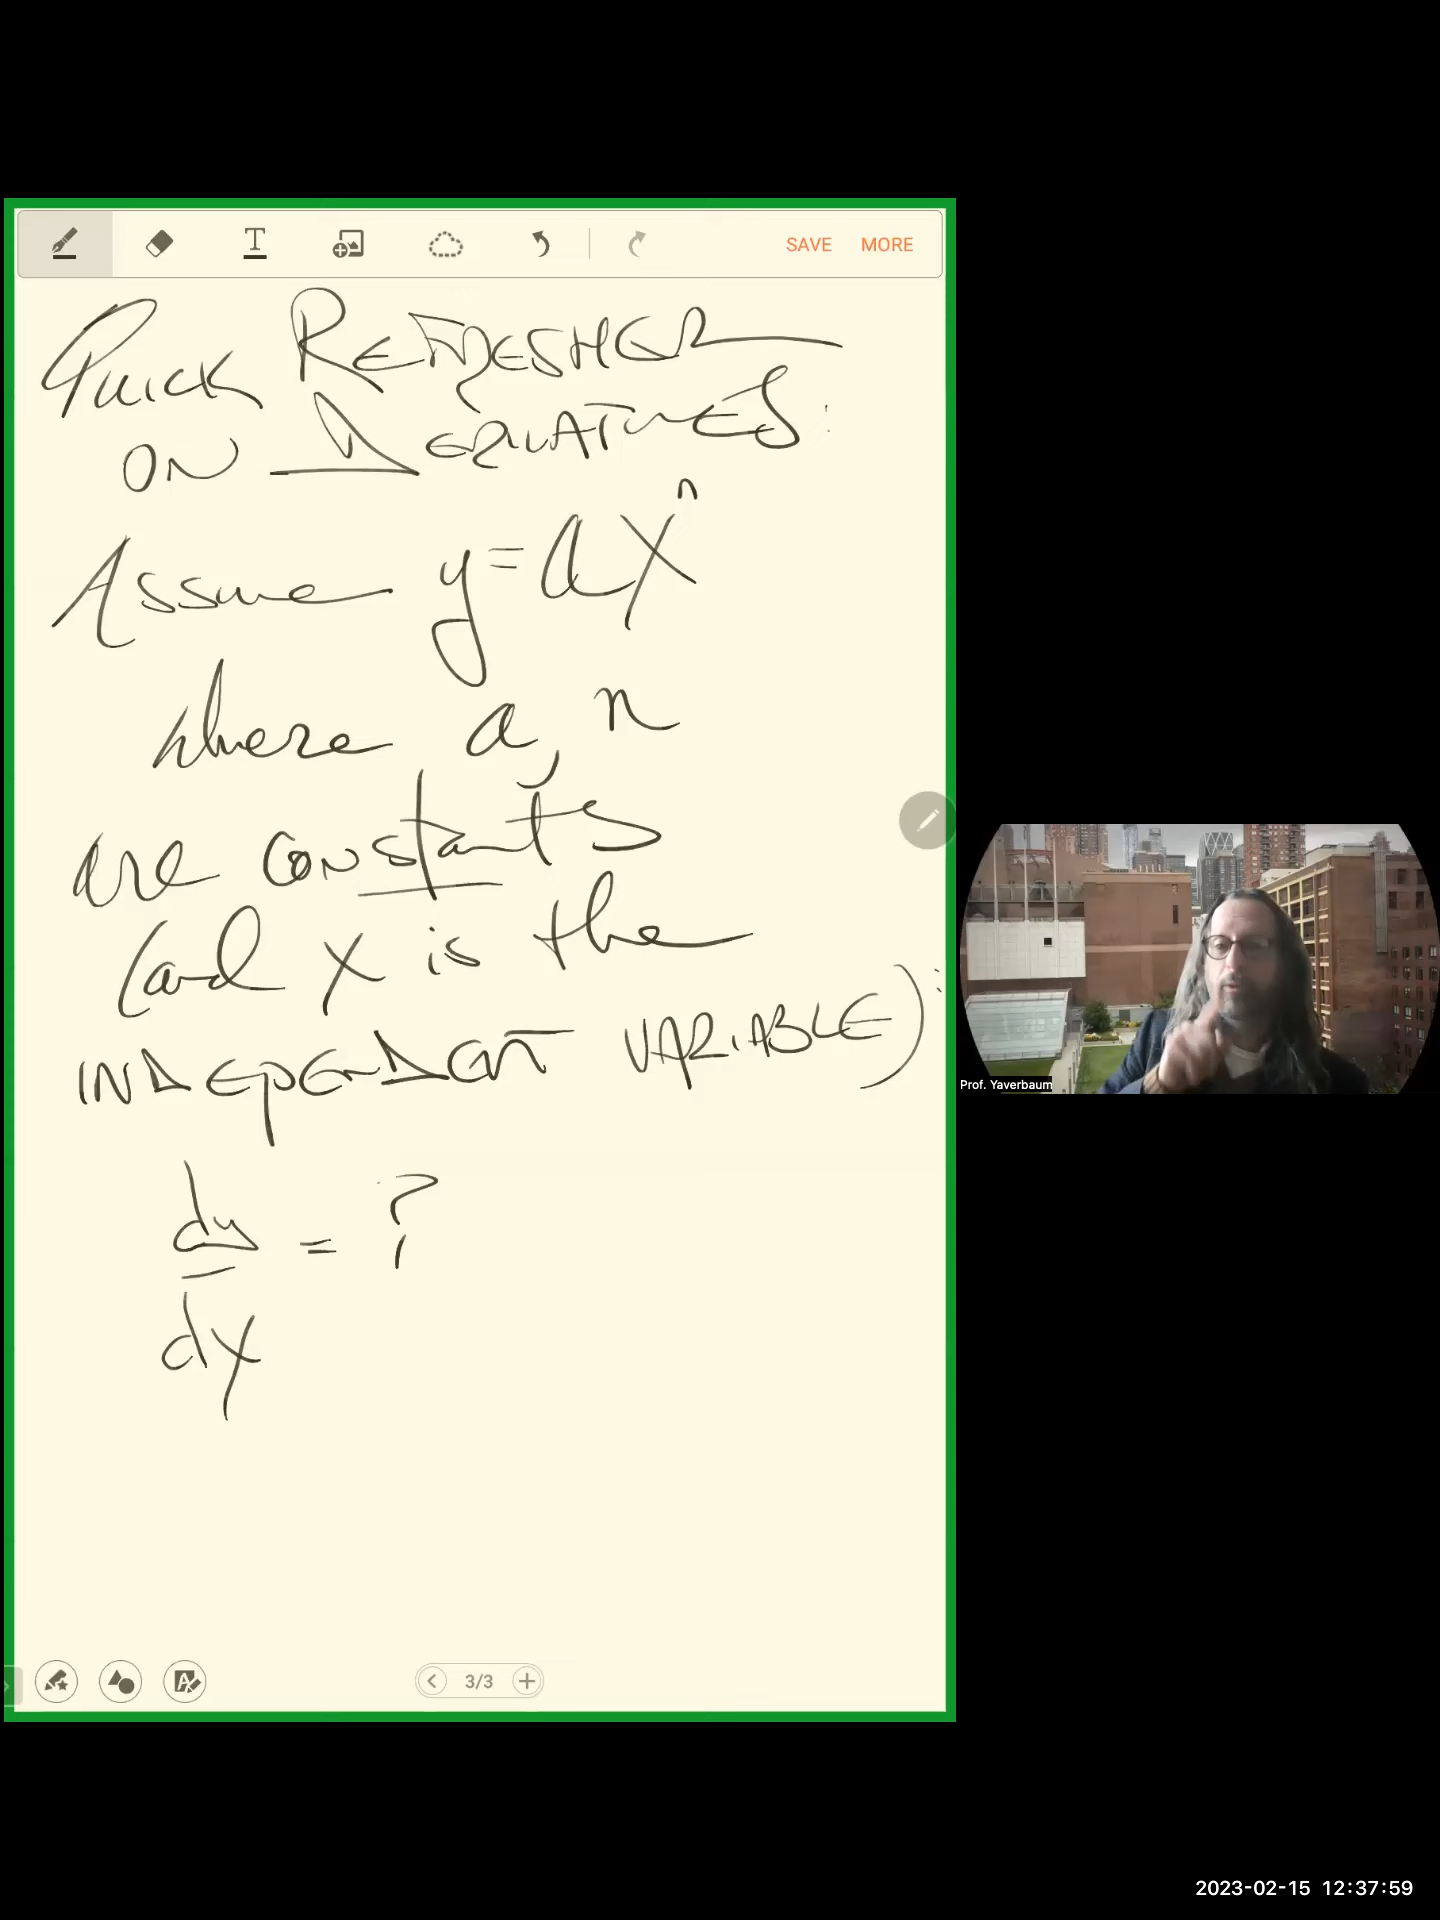 T
SAVE
MORE
QUICK REFRESHER
ON DERIVATIVES:
Assume y = ax^n
where a, n
are constants
(and x is the
INDEPENDENT VARIABLE):
dy
dx
= ?
Prof. Yaverbaum
A
3/3
2023-02-15 12:37:59